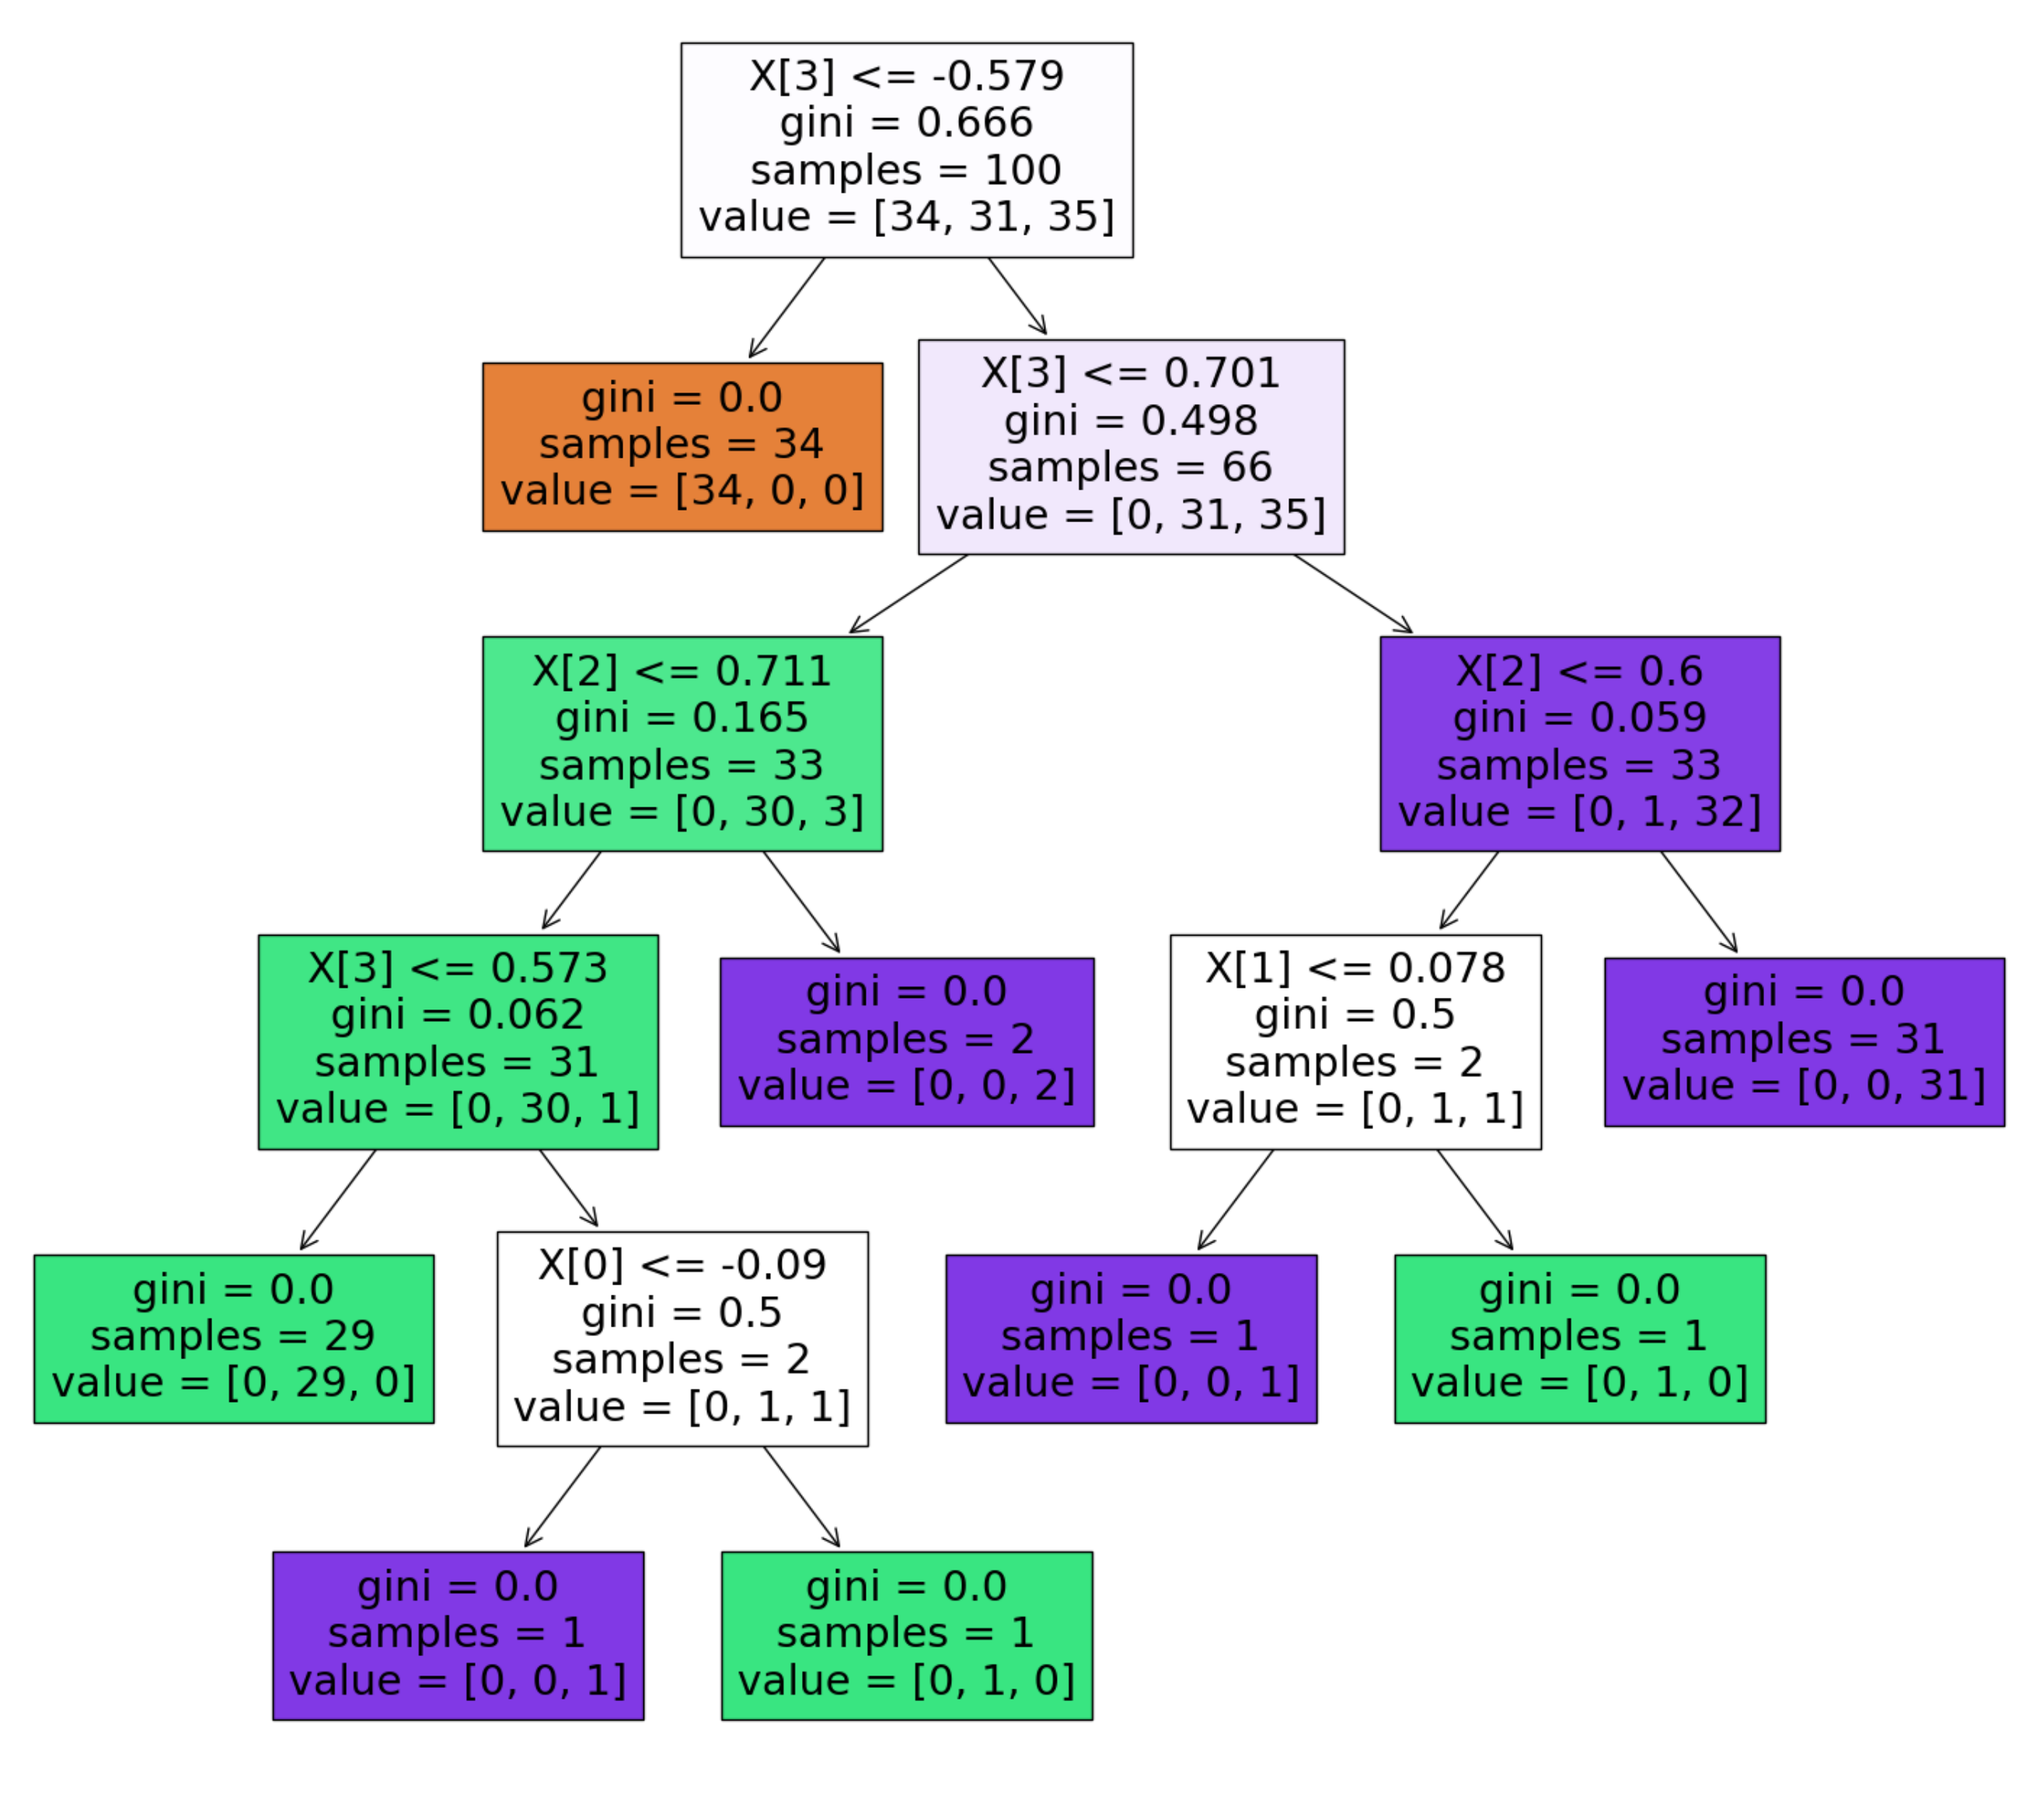 X[3] <= -0.579
gini = 0.666
samples = 100
value = [34, 31, 35]
gini = 0.0
samples = 34
value = [34, 0, 0]
X[3] <= 0.701
gini = 0.498
samples = 66
value = [0, 31, 35]
X[2] <= 0.711
gini = 0.165
samples = 33
value = [0, 30, 3]
X[2] <= 0.6
gini = 0.059
samples = 33
value = [0, 1, 32]
X[3] <= 0.573
gini = 0.062
samples = 31
value = [0, 30, 1]
gini = 0.0
samples = 2
value = [0, 0, 2]
X[1] <= 0.078
gini = 0.5
samples = 2
value = [0, 1, 1]
gini = 0.0
samples = 31
value = [0, 0, 31]
gini = 0.0
samples = 29
value = [0, 29, 0]
X[0] <= -0.09
gini = 0.5
samples = 2
value = [0, 1, 1]
gini = 0.0
samples = 1
value = [0, 0, 1]
gini = 0.0
samples = 1
value = [0, 1, 0]
gini = 0.0
samples = 1
value = [0, 0, 1]
gini = 0.0
samples = 1
value = [0, 1, 0]